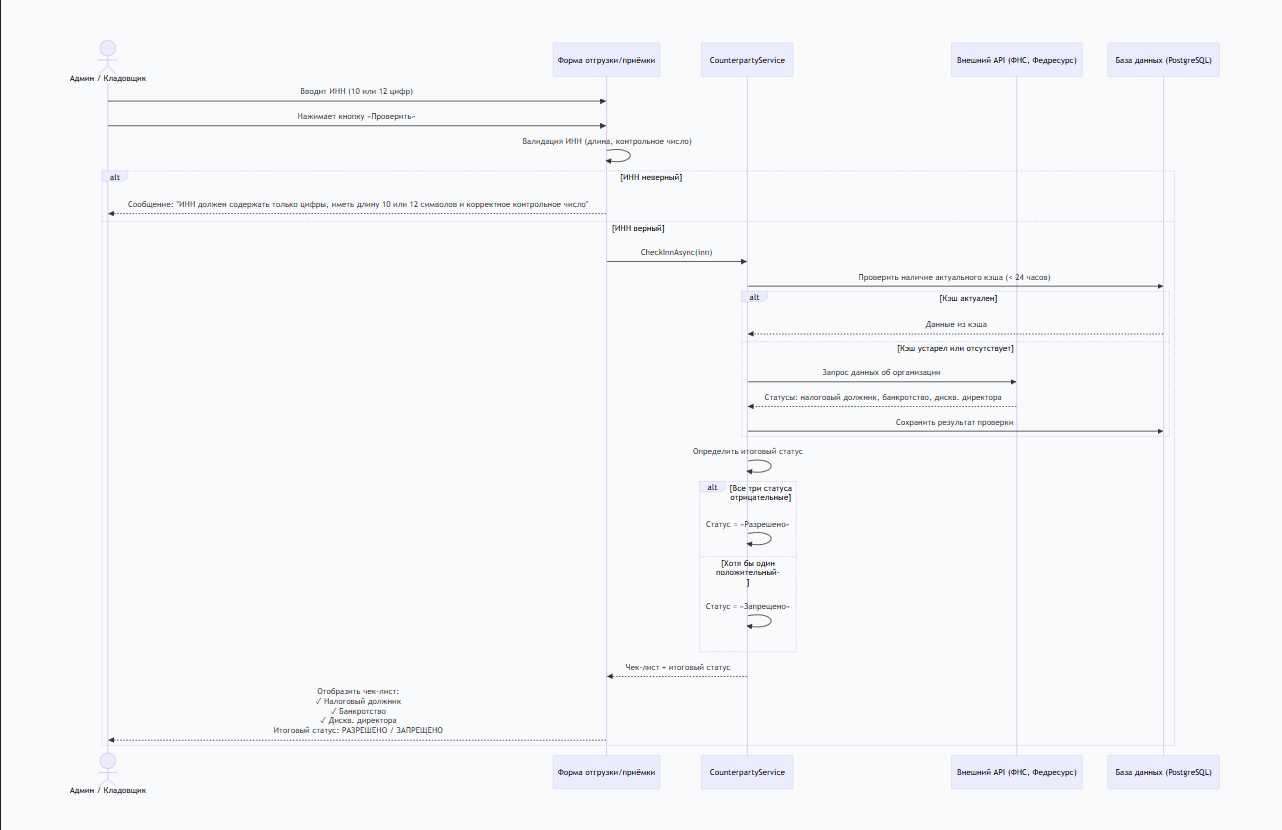 Админ / Кладовщик
Форма отгрузки/приёмки
CounterpartyService
Внешний API (ФНС, Федресурс)
База данных (PostgreSQL)
Вводит ИНН (10 или 12 цифр)
Нажимает кнопку «Проверить»
Валидация ИНН (длина, контрольное число)
alt
[ИНН неверный]
Сообщение: "ИНН должен содержать только цифры, иметь длину 10 или 12 символов и корректное контрольное число"
[ИНН верный]
CheckInnAsync(inn)
Проверить наличие актуального кэша (< 24 часов)
alt
[Кэш актуален]
Данные из кэша
[Кэш устарел или отсутствует]
Запрос данных об организации
Статусы: налоговый должник, банкротство, дискв. директора
Сохранить результат проверки
Определить итоговый статус
alt
[Все три статуса
отрицательные]
Статус = «Разрешено»
[Хотя бы один
положительный-
]
Статус = «Запрещено»
Чек-лист + итоговый статус
Отобразить чек-лист:
✓ Налоговый должник
✓ Банкротство
✓ Дискв. директора
Итоговый статус: РАЗРЕШЕНО / ЗАПРЕЩЕНО
Админ / Кладовщик
Форма отгрузки/приёмки
CounterpartyService
Внешний API (ФНС, Федресурс)
База данных (PostgreSQL)